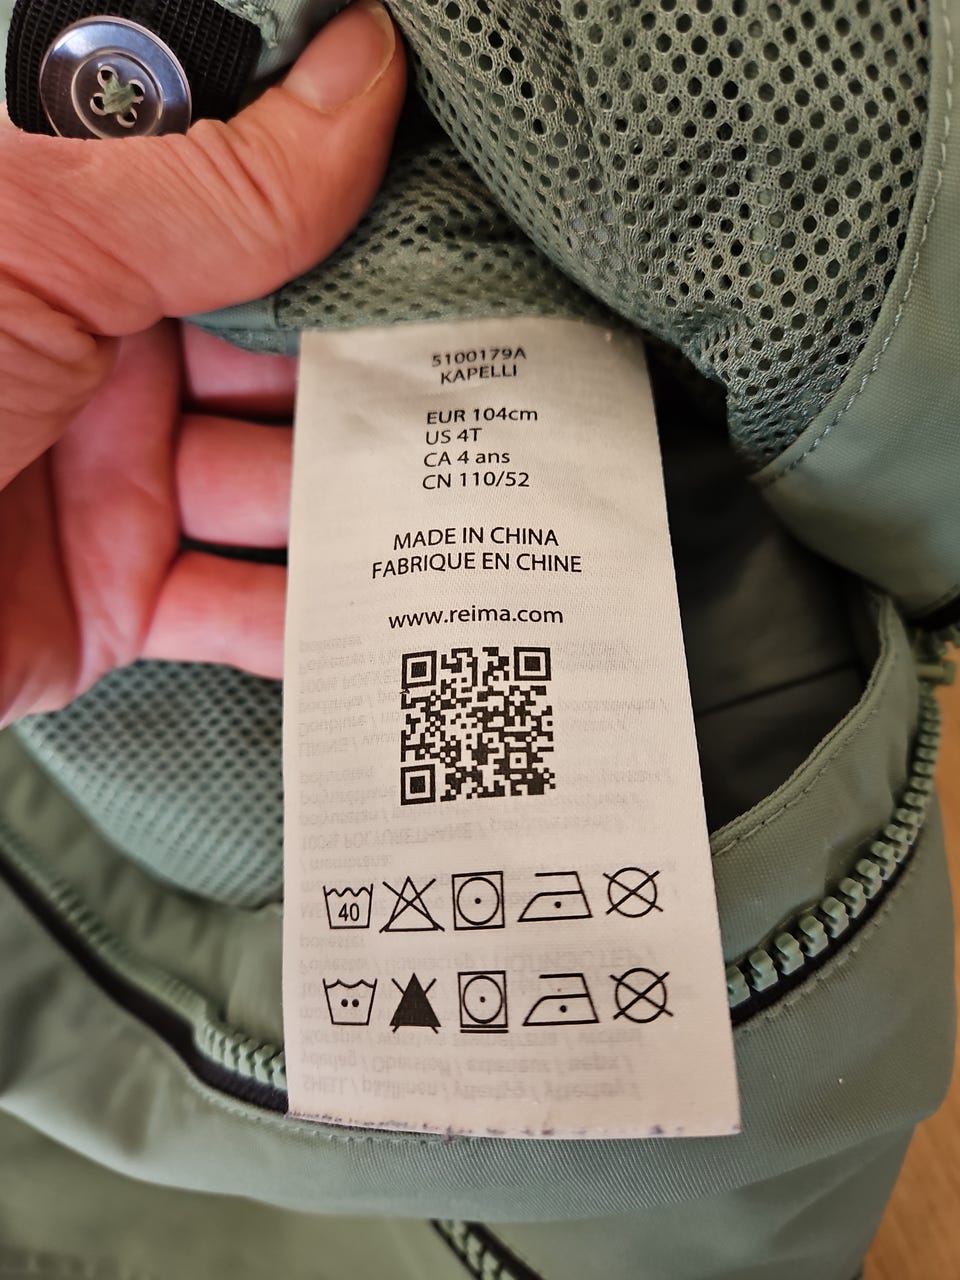 5100179A
KAPELLI
EUR 104cm
US 4T
CA 4 ans
CN 110/52
MADE IN CHINA
FABRIQUE EN CHINE
www.reima.com
40